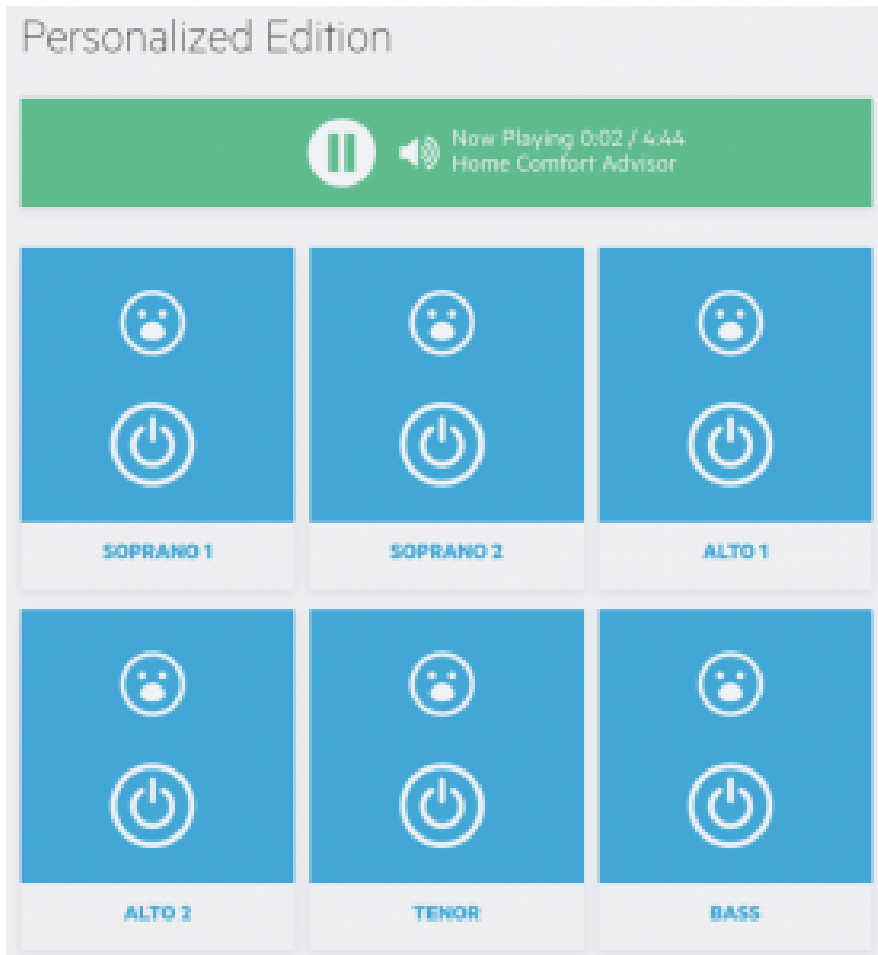 Personalized Edition
Now Playing 0:02 / 4:44
Home Comfort Advisor
SOPRANO 1
SOPRANO 2
ALTO 1
ALTO 2
TENOR
BASS